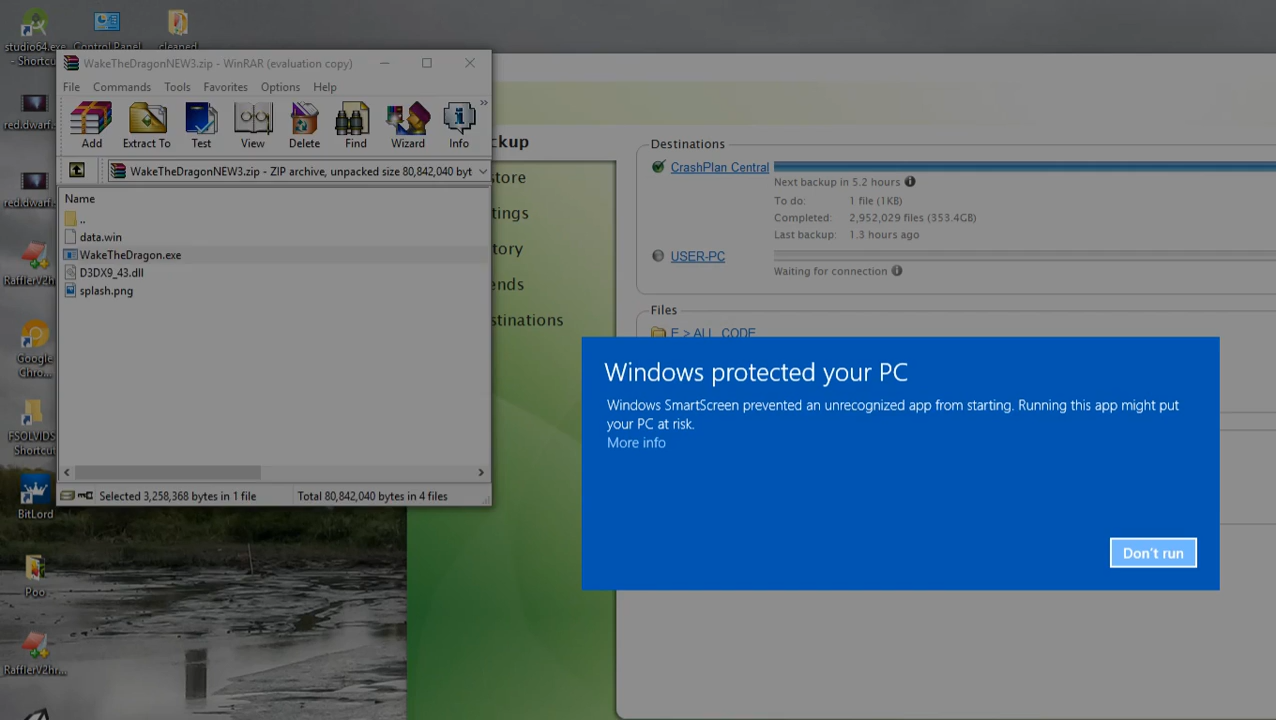 studio64.exe
- Shortcu
Control Panel
cleaned
red.dwarf.
red.dwarf.
RafflerV2h
Google
Chro...
FSOLVIDS
Shortcut
BitLord
Poo
RafflerV2hr...
WakeTheDragonNEW3.zip - WinRAR (evaluation copy)
File Commands Tools Favorites Options Help
Add Extract To Test View Delete Find Wizard Info
WakeTheDragonNEW3.zip - ZIP archive, unpacked size 80,842,040 byt
Name
..
data.win
WakeTheDragon.exe
D3DX9_43.dll
splash.png
Selected 3,258,368 bytes in 1 file
Total 80,842,040 bytes in 4 files
ckup
store
tings
tory
ends
stinations
Destinations
CrashPlan Central
Next backup in 5.2 hours
To do: 1 file (1KB)
Completed: 2,952,029 files (353.4GB)
Last backup: 1.3 hours ago
USER-PC
Waiting for connection
Files
E > ALL_CODE
Windows protected your PC
Windows SmartScreen prevented an unrecognized app from starting. Running this app might put
your PC at risk.
More info
Don't run